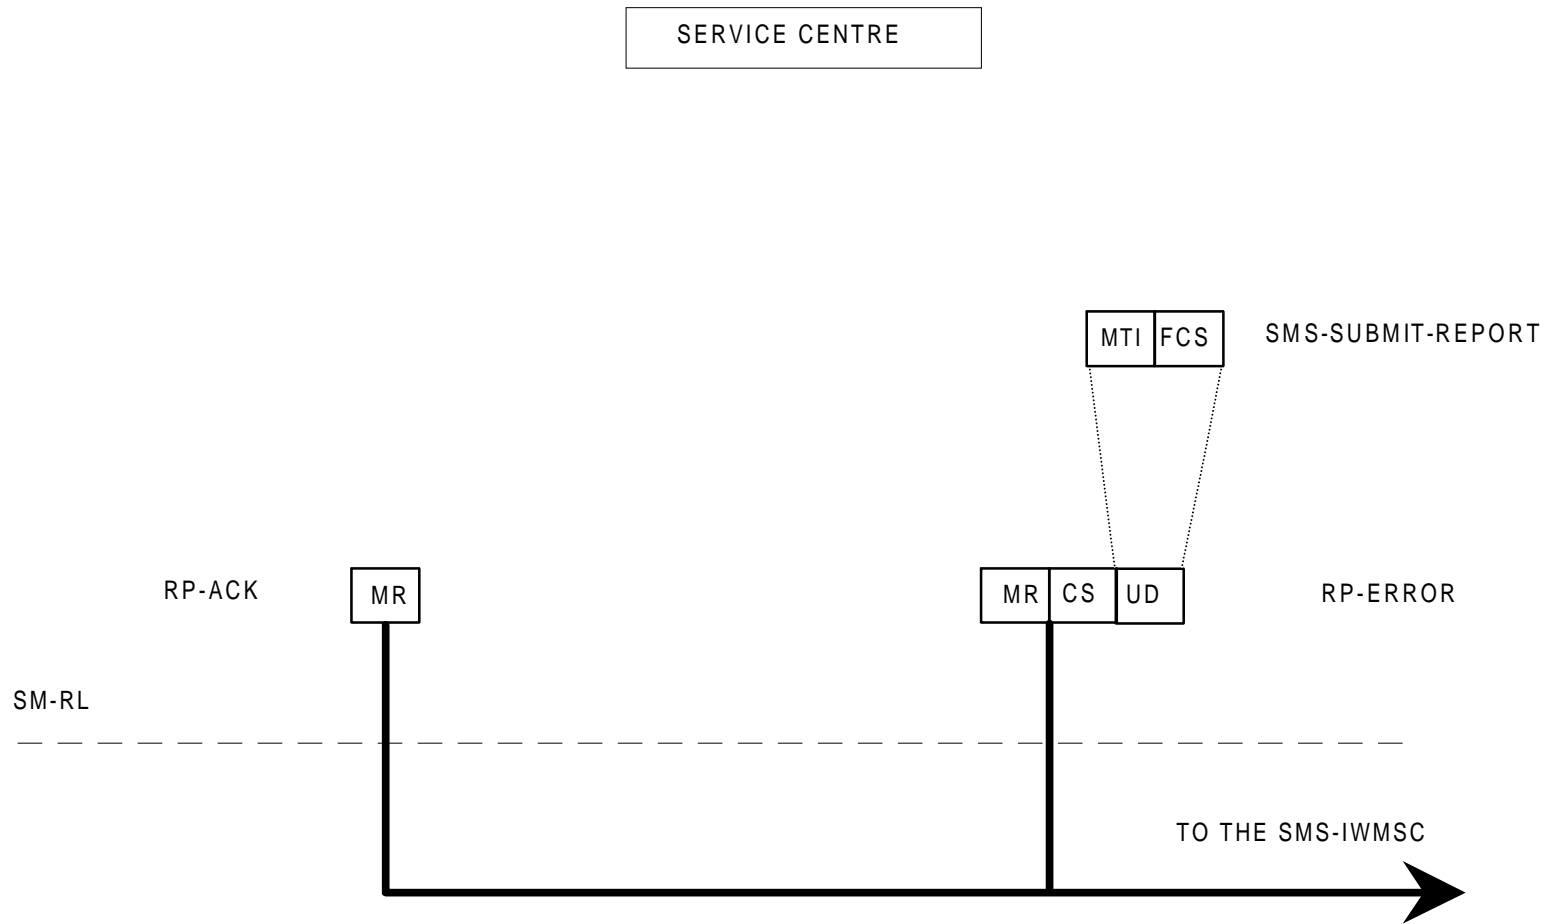 SERVICE CENTRE
MTI FCS SMS-SUBMIT-REPORT
RP-ACK MR MR CS UD RP-ERROR
SM-RL
TO THE SMS-IWMSC